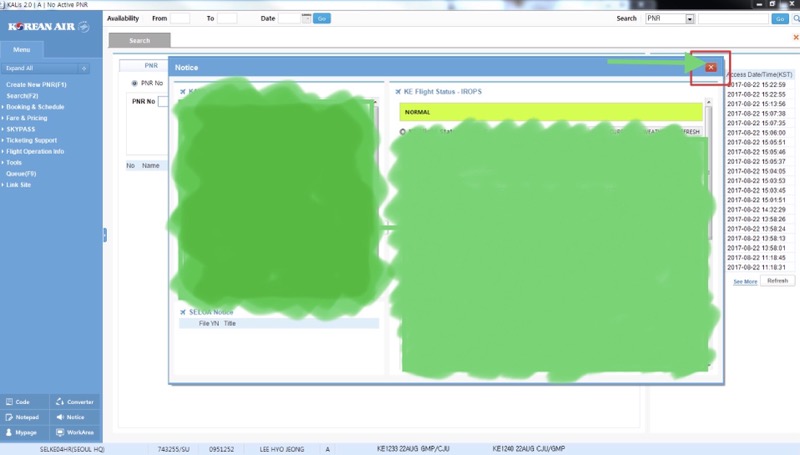 KALIS 2.0 | A | No Active PNR
KOREAN AIR
Availability From To Date Go Search PNR Go
Menu
Search
Expand All
Create New PNR(F1)
Search(F2)
Booking & Schedule
Fare & Pricing
SKYPASS
Ticketing Support
Flight Operation Info
Tools
Queue(F9)
Link Site
PNR
PNR No
PNR No
No Name
Notice
KE Flight Status - IROPS
NORMAL
REFRESH
SELOA Notice
File YN Title
Access Date/Time(KST)
2017-08-22 15:22:59
2017-08-22 15:22:55
2017-08-22 15:13:56
2017-08-22 15:07:38
2017-08-22 15:07:35
2017-08-22 15:06:00
2017-08-22 15:05:51
2017-08-22 15:05:46
2017-08-22 15:05:37
2017-08-22 15:04:05
2017-08-22 15:03:53
2017-08-22 15:03:45
2017-08-22 15:01:51
2017-08-22 14:32:29
2017-08-22 13:58:26
2017-08-22 13:58:24
2017-08-22 13:58:13
2017-08-22 13:58:01
2017-08-22 11:18:45
2017-08-22 11:18:31
See More Refresh
Code Converter
Notepad Notice
Mypage WorkArea
SELKE04HR(SEOUL HQ) 743255/SU 0951252 LEE HYO JEONG A KE1233 22AUG GMP/CJU KE1240 22AUG CJU/GMP